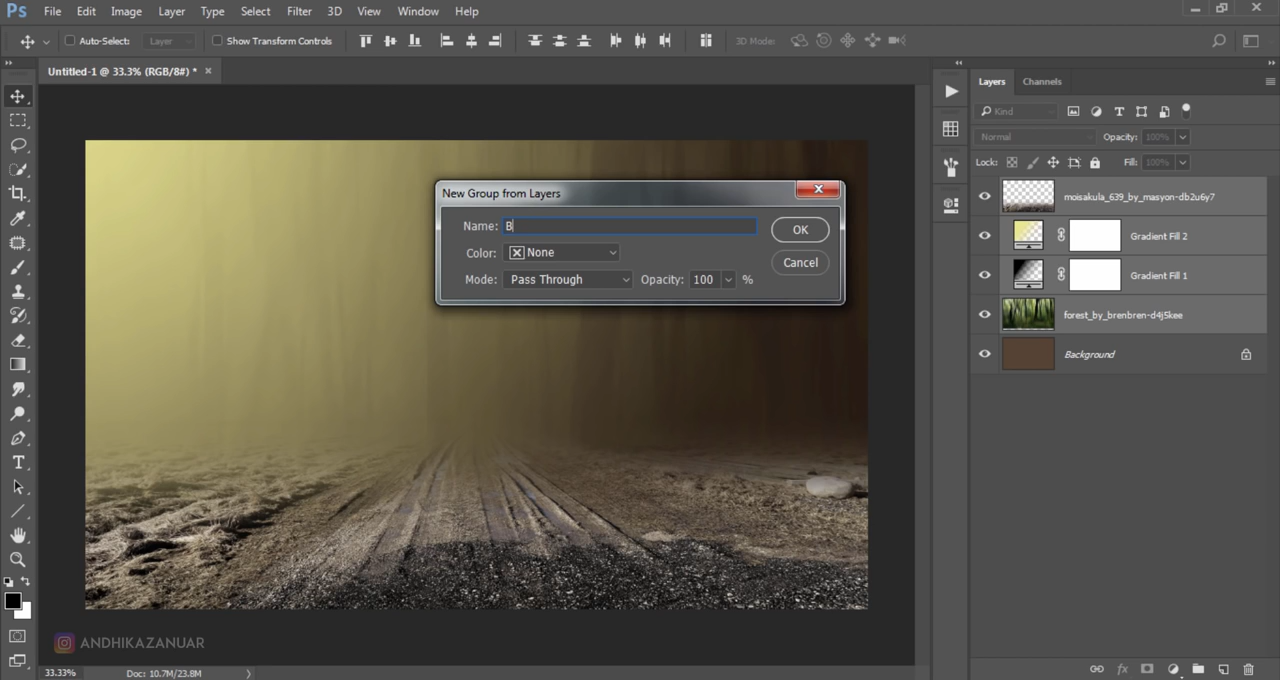 Ps File Edit Image Layer Type Select Filter 3D View Window Help
Auto-Select: Layer Show Transform Controls 3D Mode:
Untitled-1 @ 33.3% (RGB/8#) * ×
Layers Channels
Kind
Normal Opacity: 100%
Lock: Fill: 100%
moisakula_639_by_masyon-db2u6y7
Gradient Fill 2
Gradient Fill 1
forest_by_brenbren-d4j5kee
Background
New Group from Layers
Name: B
OK
Color: None
Cancel
Mode: Pass Through Opacity: 100 %
ANDHIKAZANUAR
33.33% Doc: 10.7M/23.8M